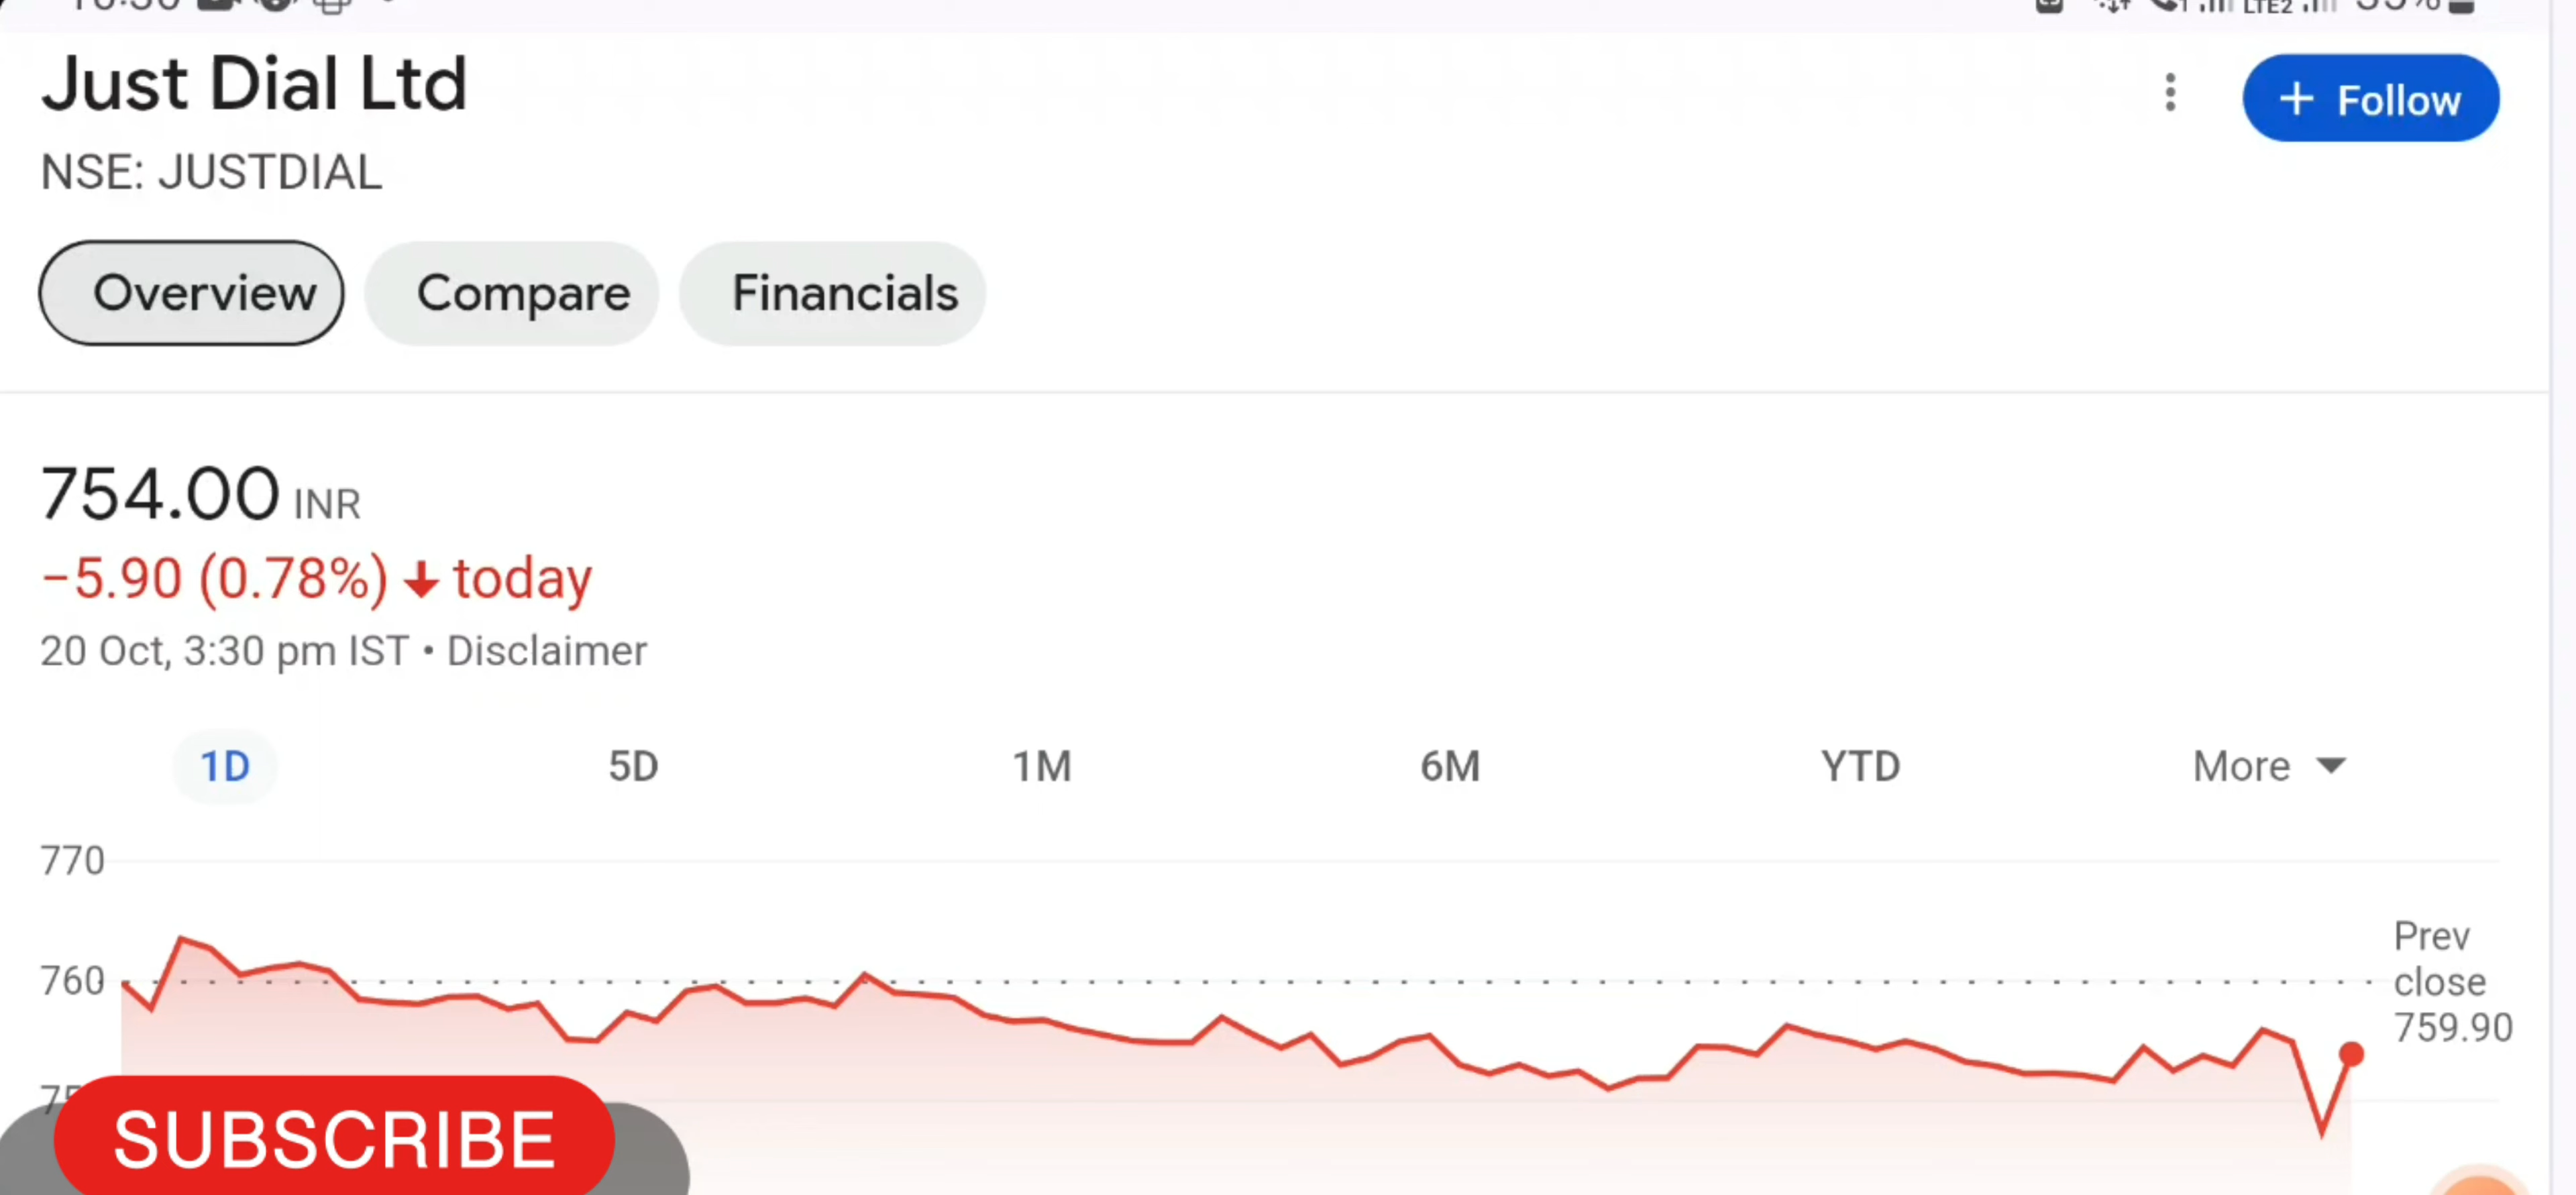 LTE2
Just Dial Ltd
+ Follow
NSE: JUSTDIAL
Overview
Compare
Financials
754.00 INR
−5.90 (0.78%) ↓ today
20 Oct, 3:30 pm IST • Disclaimer
1D
5D
1M
6M
YTD
More
770
760
Prev
close
759.90
SUBSCRIBE